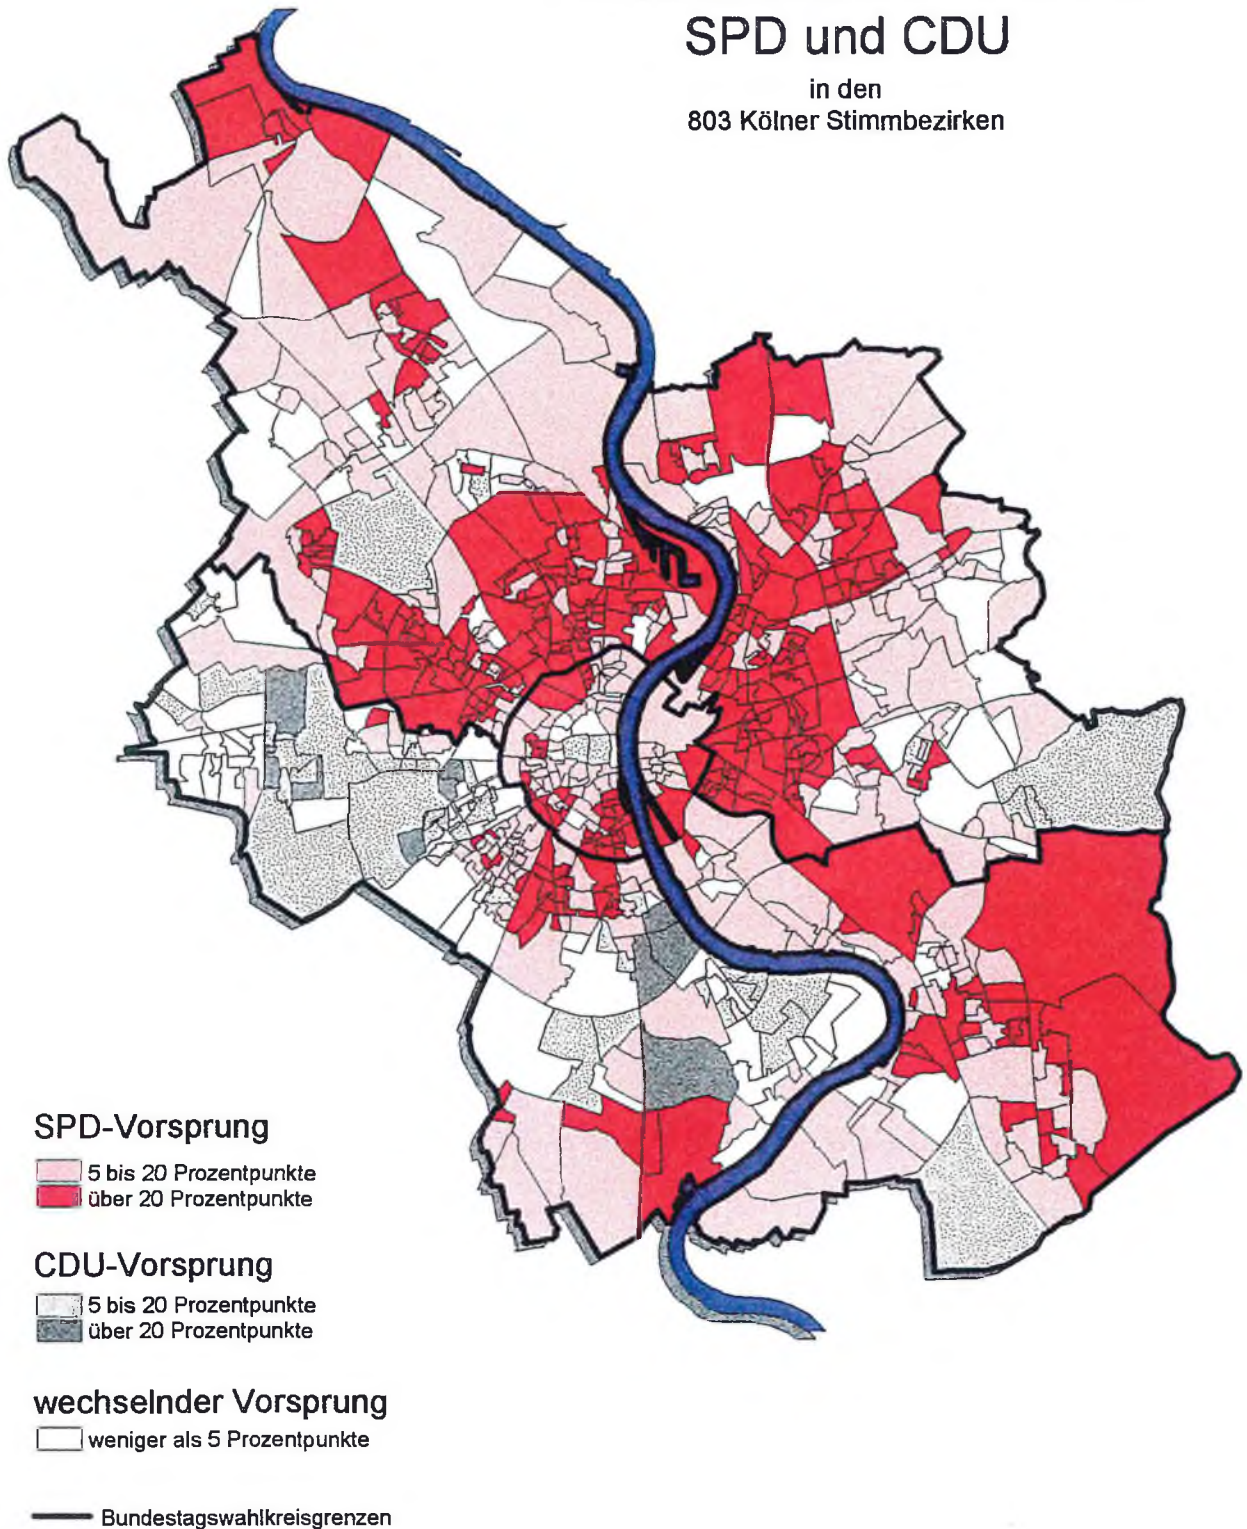 SPD und CDU
in den
803 Kölner Stimmbezirken
SPD-Vorsprung
5 bis 20 Prozentpunkte
über 20 Prozentpunkte
CDU-Vorsprung
5 bis 20 Prozentpunkte
über 20 Prozentpunkte
wechselnder Vorsprung
weniger als 5 Prozentpunkte
Bundestagswahlkreisgrenzen